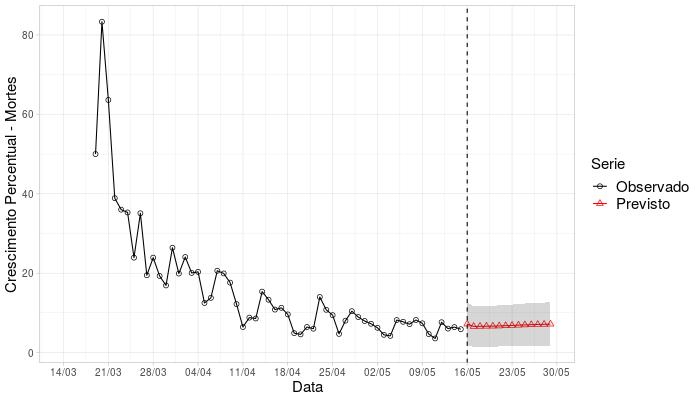 Crescimento Percentual - Mortes
80
60
40
20
0
14/03 21/03 28/03 04/04 11/04 18/04 25/04 02/05 09/05 16/05 23/05 30/05
Data
Serie
Observado
Previsto